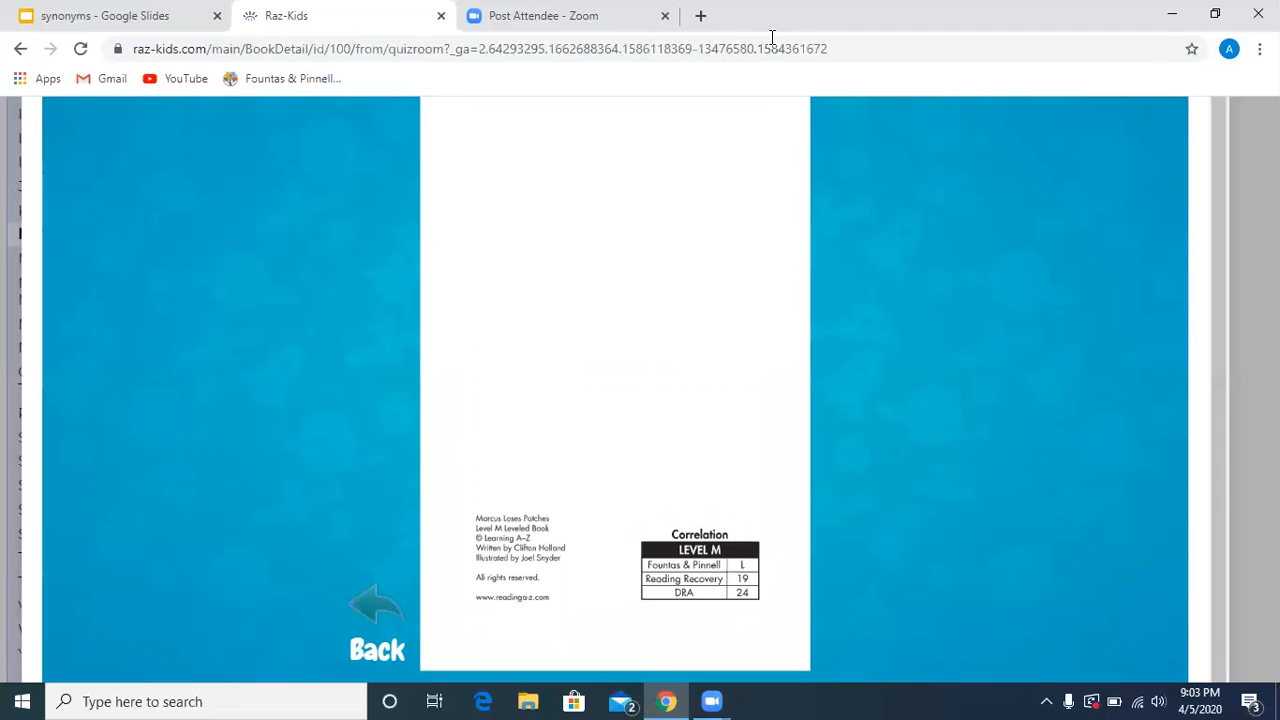 synonyms - Google Slides
Raz-Kids
Post Attendee - Zoom
raz-kids.com/main/BookDetail/id/100/from/quizroom?_ga=2.64293295.1662688364.1586118369-13476580.1584361672
A
Apps
Gmail
YouTube
Fountas & Pinnell...
Marcus Loses Patches
Level M Leveled Book
© Learning A–Z
Written by Clifton Holland
Illustrated by Joel Snyder
All rights reserved.
www.readinga-z.com
Correlation
LEVEL M
Fountas & Pinnell L
Reading Recovery 19
DRA 24
Back
Type here to search
2
9:03 PM
4/5/2020
3